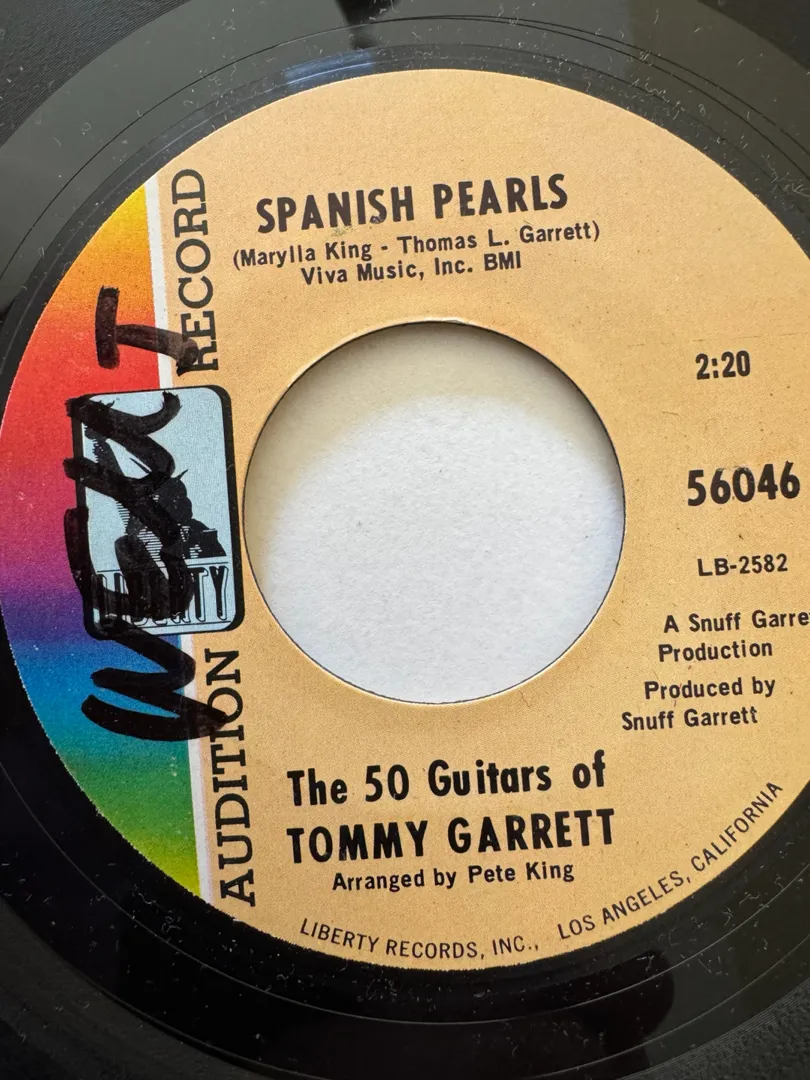 SPANISH PEARLS
(Marylla King - Thomas L. Garrett)
Viva Music, Inc. BMI
AUDITION RECORD
LIBERTY
2:20
56046
LB-2582
A Snuff Garre
Production
Produced by
Snuff Garrett
The 50 Guitars of
TOMMY GARRETT
Arranged by Pete King
LIBERTY RECORDS, INC., LOS ANGELES, CALIFORNIA